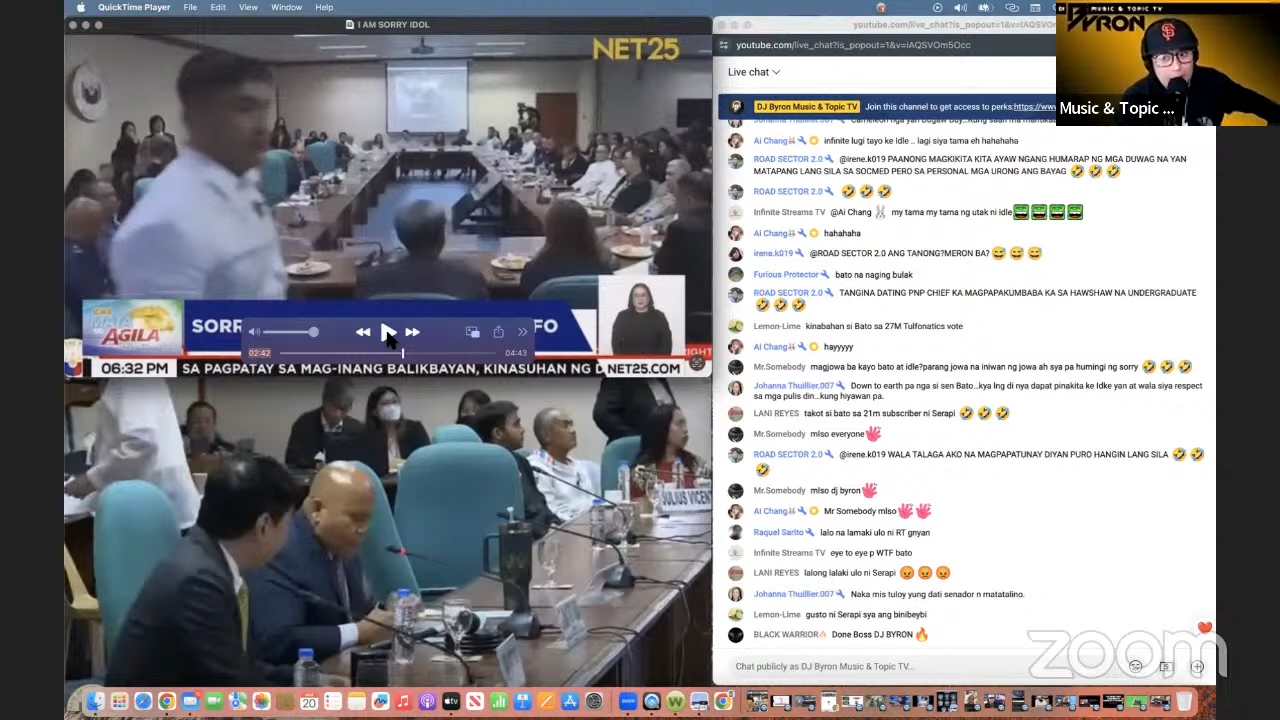 QuickTime Player File Edit View Window Help
I AM SORRY IDOL
NET25
AGILA
SORR
FO
02:42
04:43
06:32 PM
SA PAGPATAY SA MAG-INANG BALIKBAYAN, KINASUHAN NG
NET25.COM
JULIUS VICENT
youtube.com/live_chat?is_popout=1&v=
youtube.com/live_chat?is_popout=1&v=IAQSVOm5Occ
Live chat
DJ Byron Music & Topic TV Join this channel to get access to perks:https://www
Ai Chang infinite lugi tayo ke Idle .. lagi siya tama eh hahahaha
ROAD SECTOR 2.0 @irene.k019 PAANONG MAGKIKITA KITA AYAW NGANG HUMARAP NG MGA DUWAG NA YAN
MATAPANG LANG SILA SA SOCMED PERO SA PERSONAL MGA URONG ANG BAYAG 🤣 🤣 🤣
ROAD SECTOR 2.0 🤣 🤣 🤣
Infinite Streams TV @Ai Chang 🐰 my tama my tama ng utak ni idle
Ai Chang hahahaha
irene.k019 @ROAD SECTOR 2.0 ANG TANONG?MERON BA? 😅 😅 😅
Furious Protector bato na naging bulak
ROAD SECTOR 2.0 TANGINA DATING PNP CHIEF KA MAGPAPAKUMBABA KA SA HAWSHAW NA UNDERGRADUATE
🤣 🤣 🤣
Lemon-Lime kinabahan si Bato sa 27M Tulfonatics vote
Ai Chang hayyyyy
Mr.Somebody magjowa ba kayo bato at idle?parang jowa na iniwan ng jowa ah sya pa humingi ng sorry 🤣 🤣 🤣
Johanna Thuillier.007 Down to earth pa nga si sen Bato...kya lng di nya dapat pinakita ke Idke yan at wala siya respect
sa mga pulis din...kung hiyawan pa.
LANI REYES takot si bato sa 21m subscriber ni Serapi 🤣 🤣 🤣
Mr.Somebody mlso everyone
ROAD SECTOR 2.0 @irene.k019 WALA TALAGA AKO NA MAGPAPATUNAY DIYAN PURO HANGIN LANG SILA 🤣 🤣
🤣
Mr.Somebody mlso dj byron
Ai Chang Mr Somebody mlso
Raquel Sarito lalo na lamaki ulo ni RT gnyan
Infinite Streams TV eye to eye p WTF bato
LANI REYES lalong lalaki ulo ni Serapi 😡 😡 😡
Johanna Thuillier.007 Naka mis tuloy yung dati senador n matatalino.
Lemon-Lime gusto ni Serapi sya ang binibeybi
BLACK WARRIOR🔥 Done Boss DJ BYRON 🔥
Chat publicly as DJ Byron Music & Topic TV...
MUSIC & TOPIC TV
BYRON
Music & Topic ...
zoom
20
tv